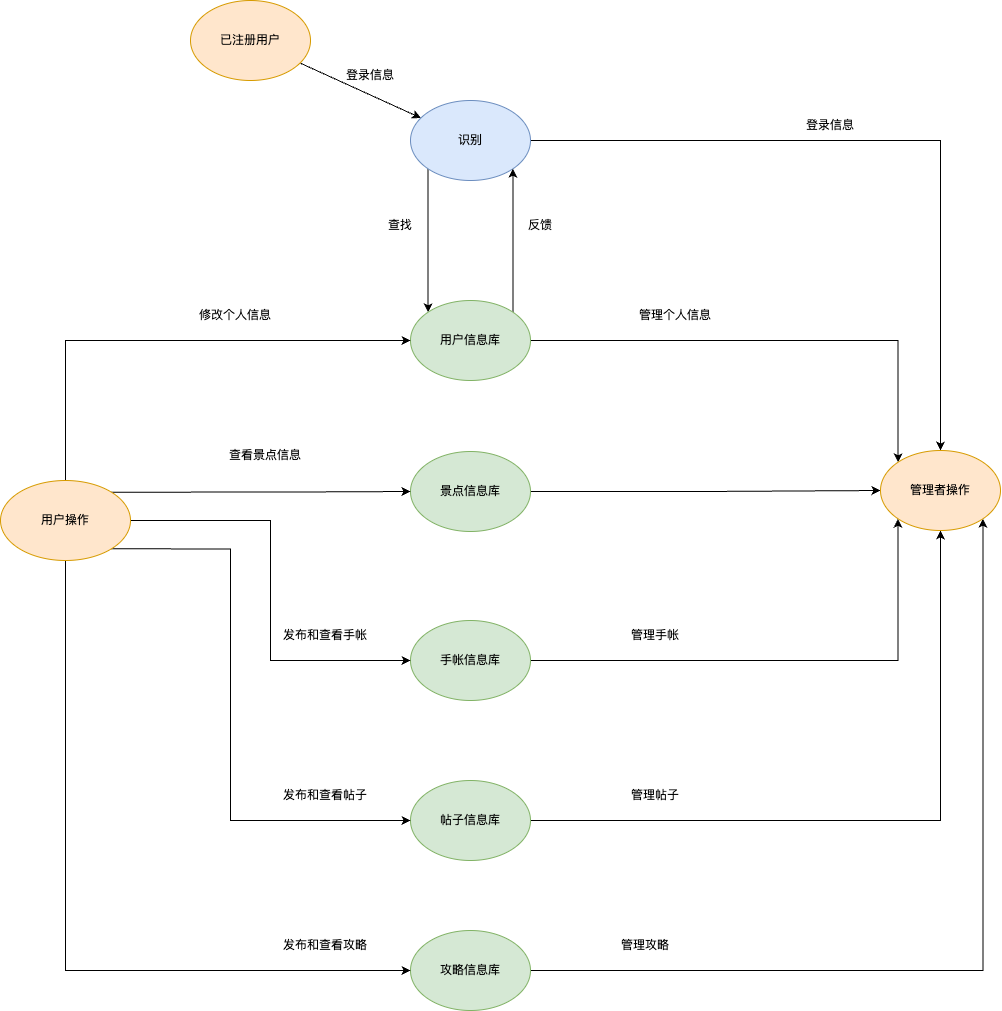 已注册用户
登录信息
登录信息
识别
查找
反馈
修改个人信息
管理个人信息
用户信息库
查看景点信息
景点信息库
管理者操作
用户操作
发布和查看手帐
管理手帐
手帐信息库
发布和查看帖子
管理帖子
帖子信息库
发布和查看攻略
管理攻略
攻略信息库